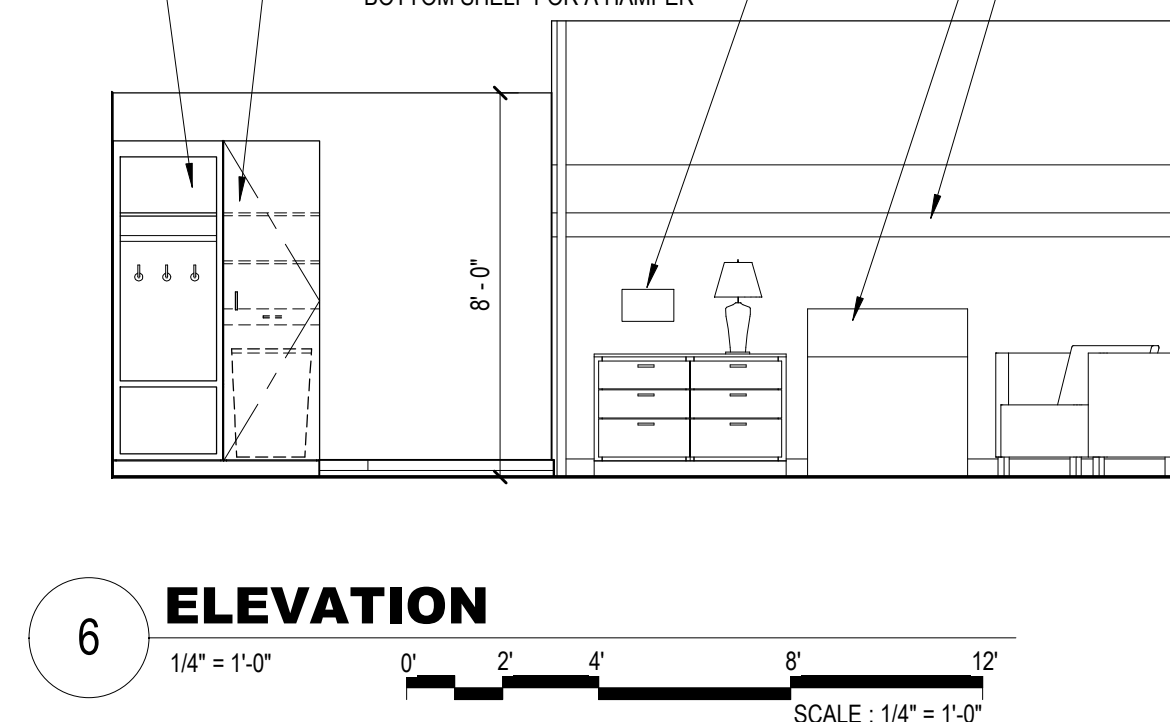 BOTTOM SHELF FOR A HAMPER
8' - 0"
6
ELEVATION
1/4" = 1'-0"
0' 2' 4' 8' 12'
SCALE : 1/4" = 1'-0"